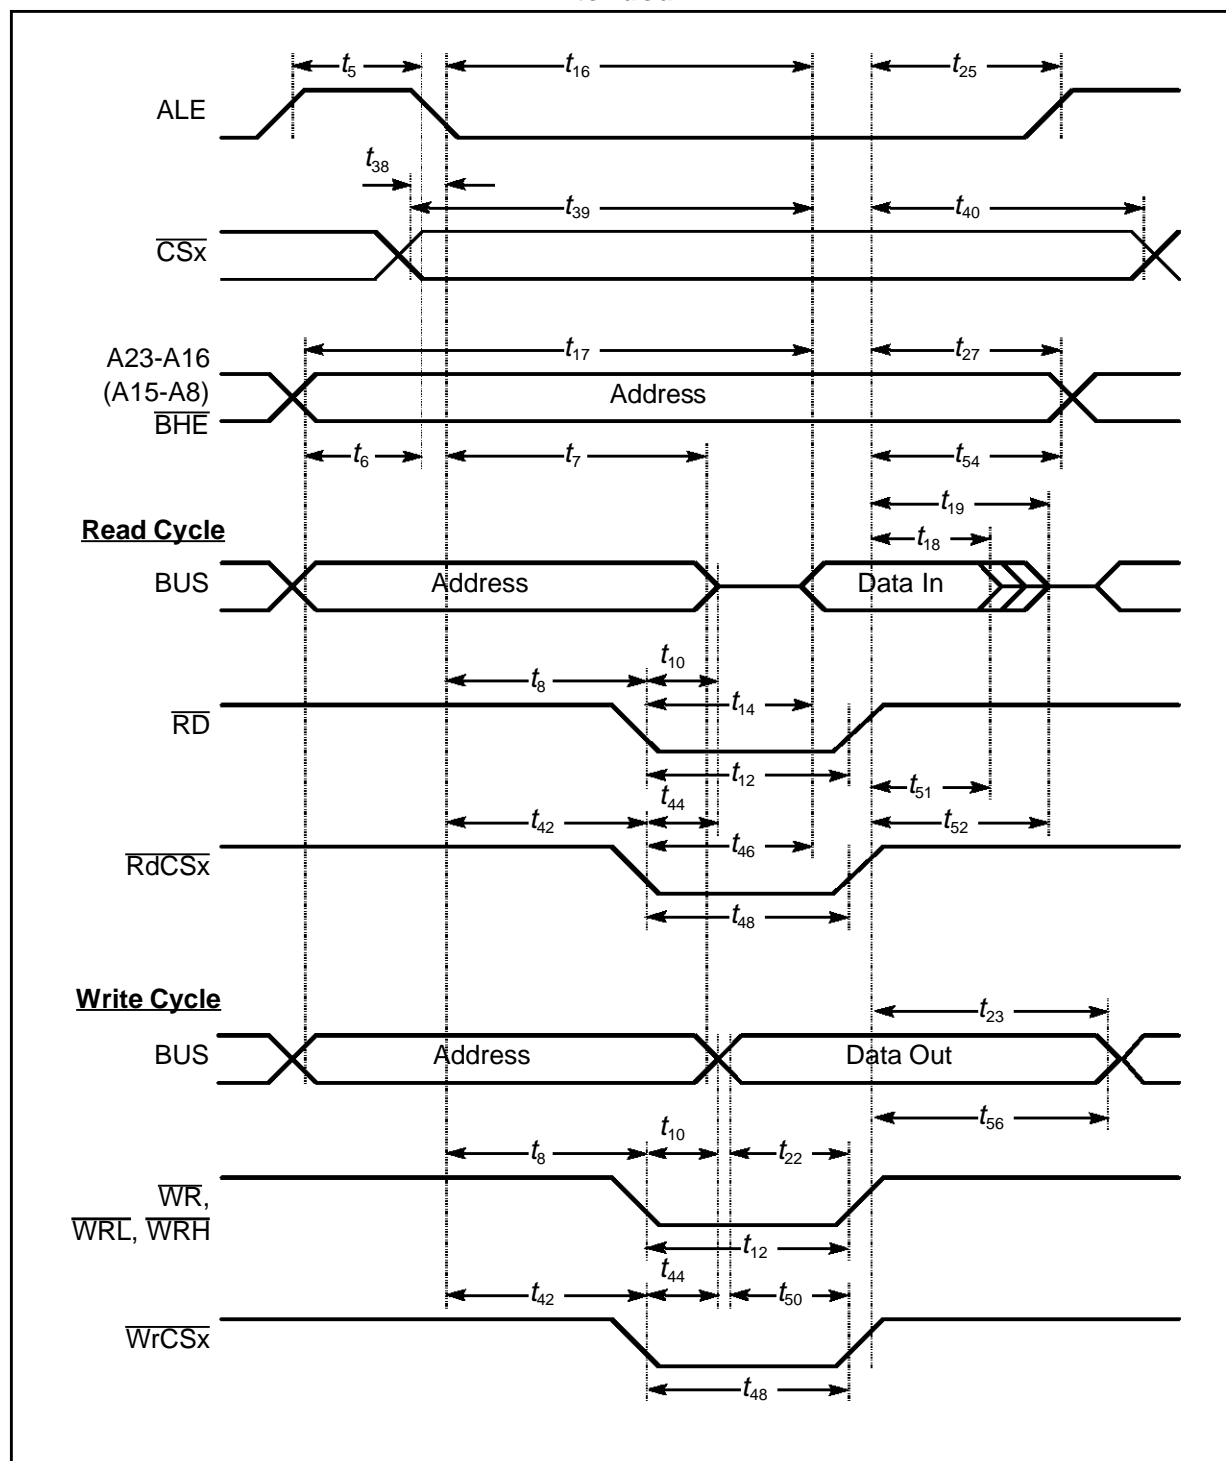 t5 t16 t25
ALE
t38
t39 t40
CSx
t17 t27
A23-A16
(A15-A8)
BHE
Address
t6 t7 t54
t19
Read Cycle
t18
BUS Address Data In
t10
t8
t14
RD
t12 t51
t44
t42 t52
t46
RdCSx
t48
Write Cycle
t23
BUS Address Data Out
t56
t10
t8 t22
WR,
WRL, WRH
t12
t44
t42 t50
WrCSx
t48